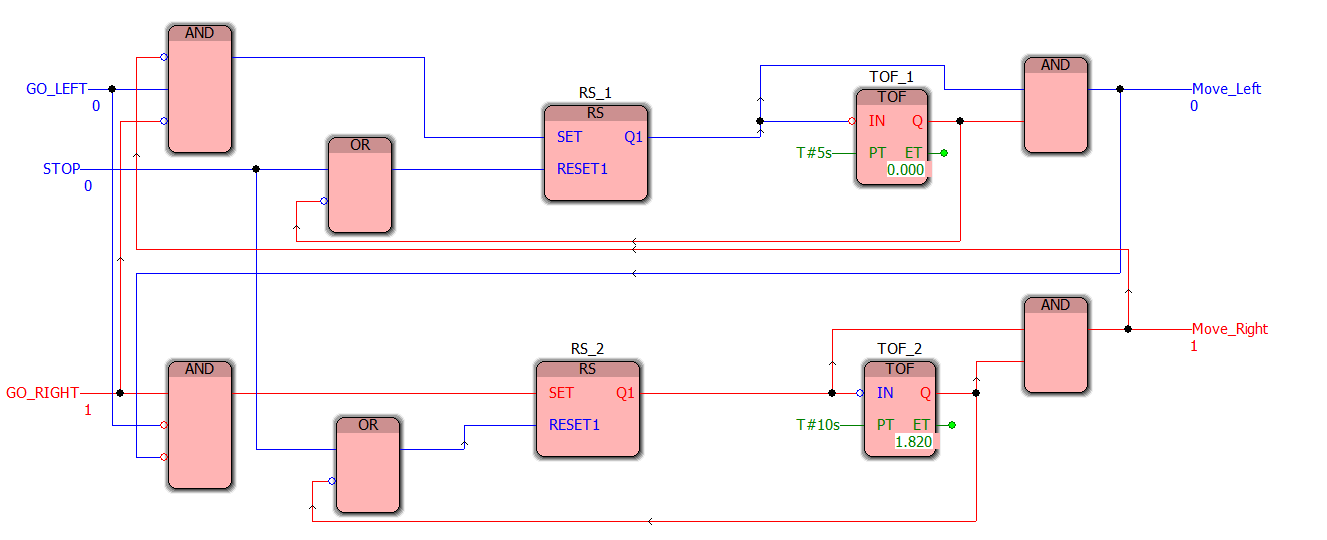 AND
GO_LEFT
0
STOP
0
OR
RS_1
RS
SET Q1
RESET1
TOF_1
TOF
IN Q
T#5s PT ET
0.000
AND
Move_Left
0
GO_RIGHT
1
AND
OR
RS_2
RS
SET Q1
RESET1
TOF_2
TOF
IN Q
T#10s PT ET
1.820
AND
Move_Right
1